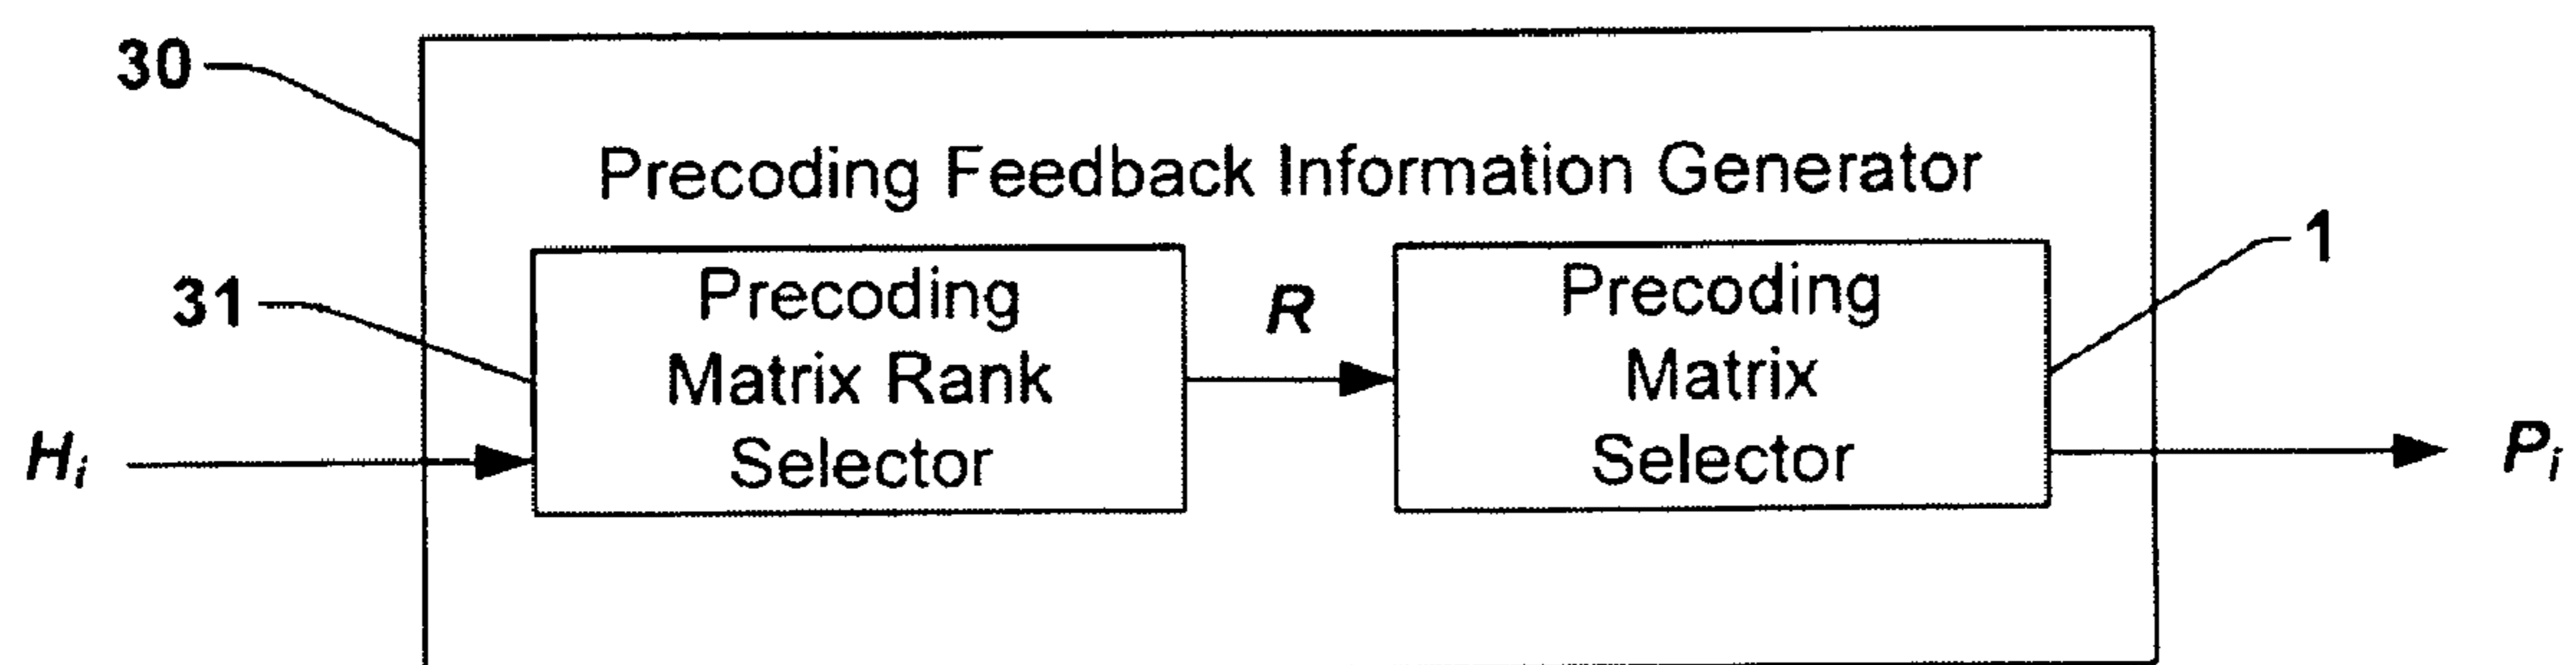 30
Precoding Feedback Information Generator
1
31
Precoding
Matrix Rank
Selector
R
Precoding
Matrix
Selector
Hi
Pi